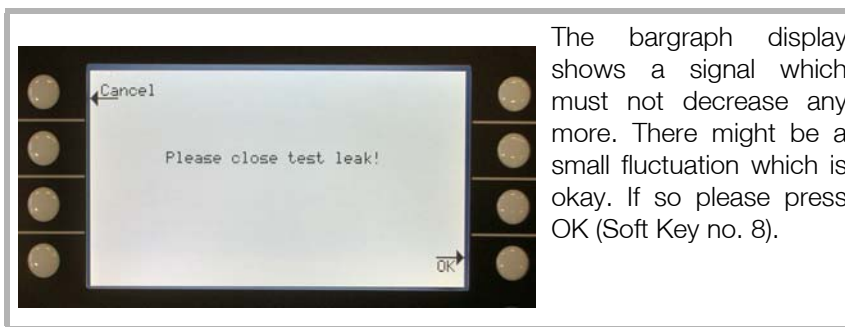 Cancel
Please close test leak!
OK
The bargraph display
shows a signal which
must not decrease any
more. There might be a
small fluctuation which is
okay. If so please press
OK (Soft Key no. 8).